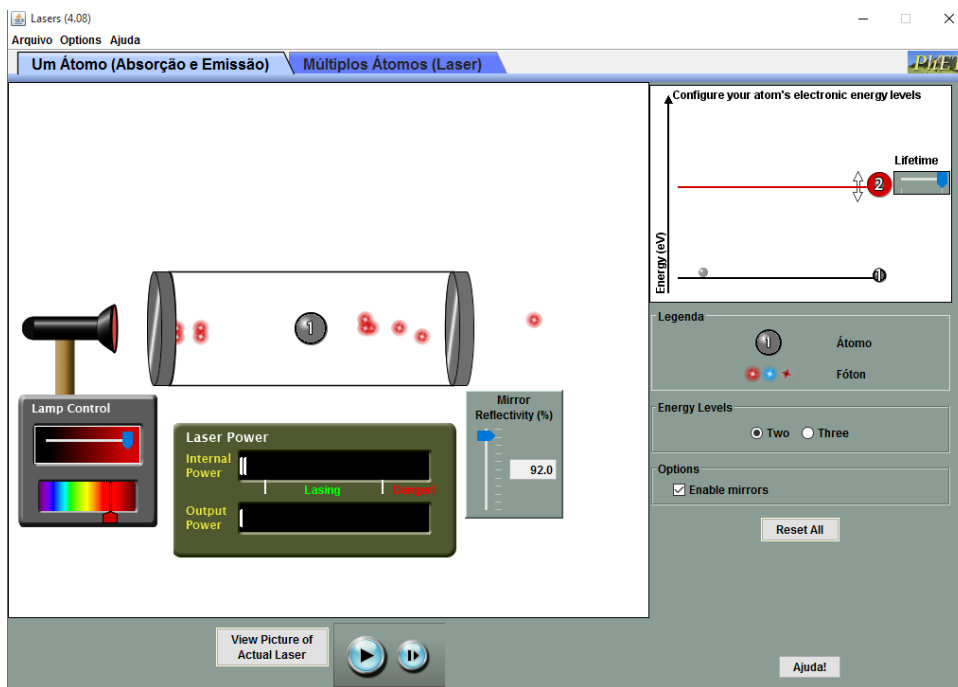 Lasers (4.08)
Arquivo Options Ajuda
Um Átomo (Absorção e Emissão) Múltiplos Átomos (Laser)
PhET
Configure your atom's electronic energy levels
Lifetime
2
Energy (eV)
1
1
Legenda
1 Átomo
Fóton
Energy Levels
Two Three
Options
Enable mirrors
Reset All
Lamp Control
Laser Power
Internal
Power
Lasing
Output
Power
Mirror
Reflectivity (%)
92.0
View Picture of
Actual Laser
Ajuda!